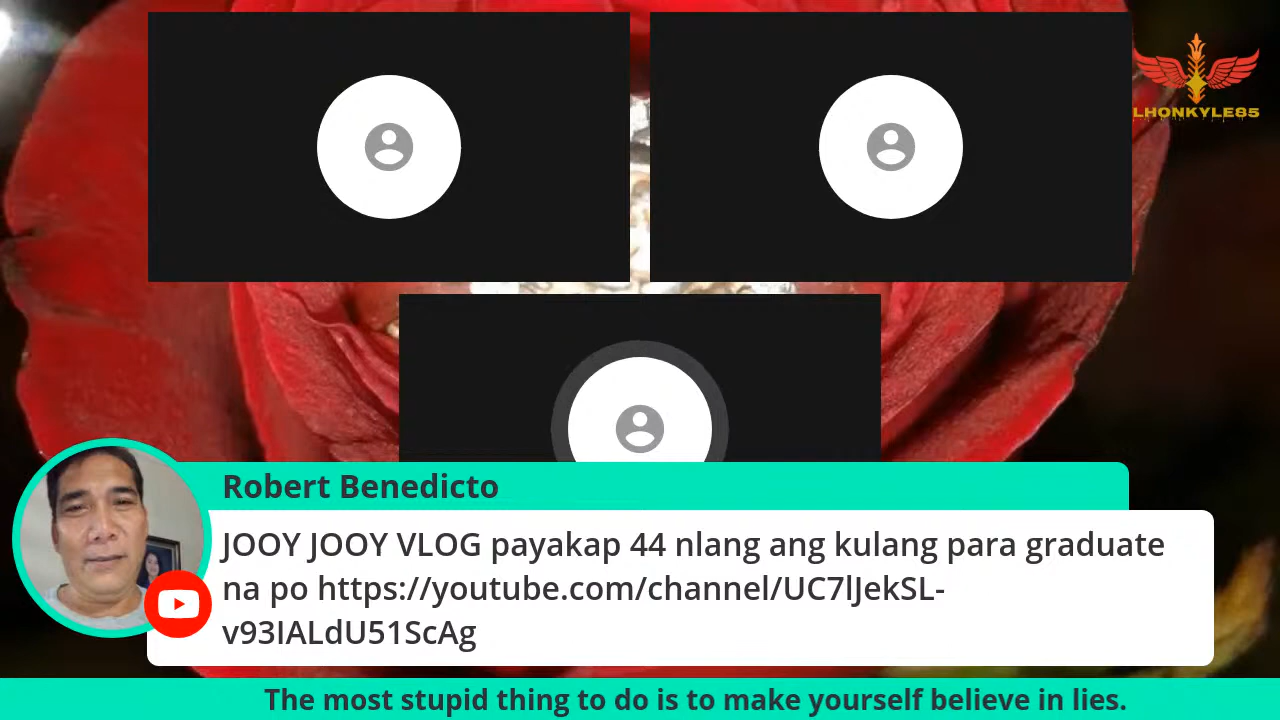 LHONKYLE85
Robert Benedicto
JOOY JOOY VLOG payakap 44 nlang ang kulang para graduate
na po https://youtube.com/channel/UC7lJekSL-
v93IALdU51ScAg
The most stupid thing to do is to make yourself believe in lies.